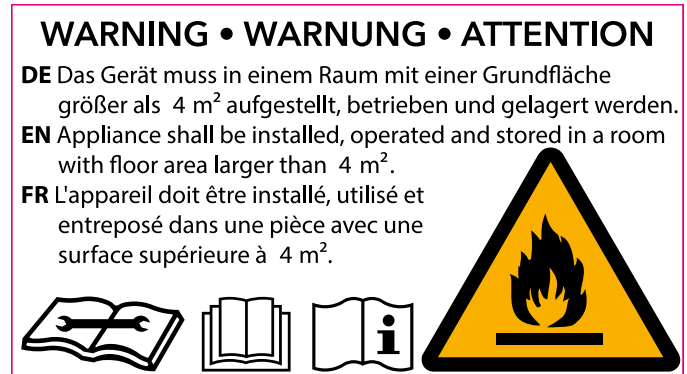 WARNING • WARNUNG • ATTENTION
DE Das Gerät muss in einem Raum mit einer Grundfläche
größer als 4 m² aufgestellt, betrieben und gelagert werden.
EN Appliance shall be installed, operated and stored in a room
with floor area larger than 4 m².
FR L'appareil doit être installé, utilisé et
entreposé dans une pièce avec une
surface supérieure à 4 m².
i